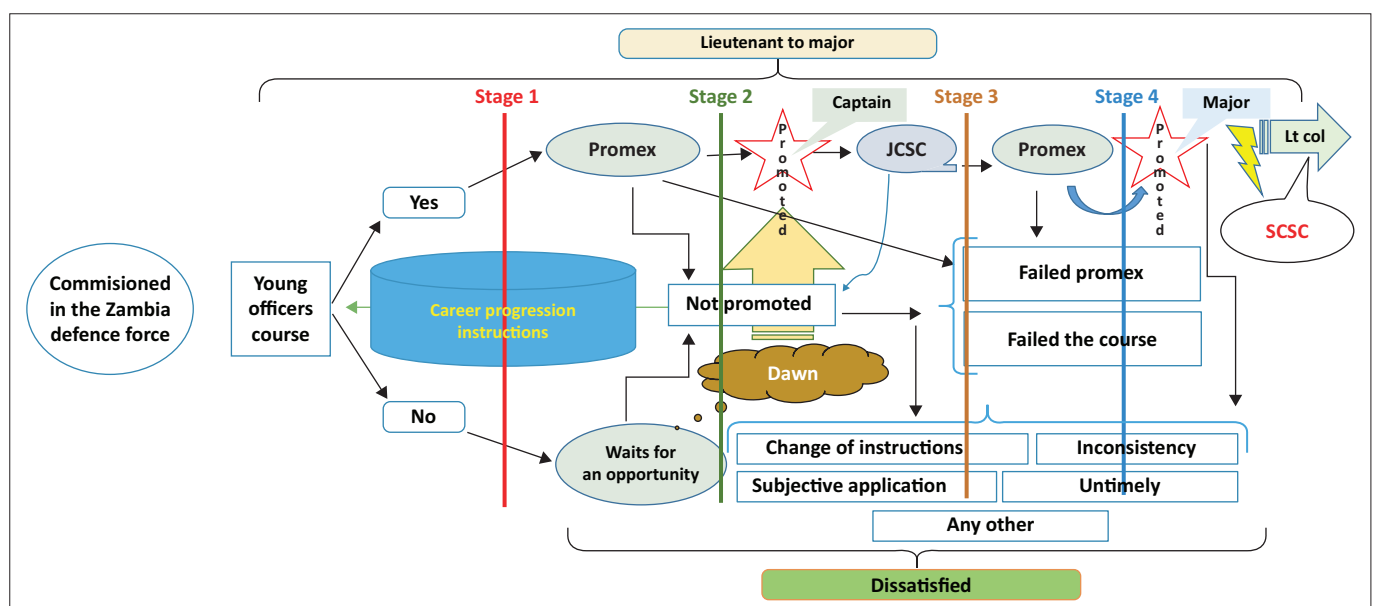 Lieutenant to major
Stage 1
Stage 2
Stage 3
Stage 4
Captain
Major
Promex
Promoted
JCSC
Promex
Promoted
Lt col
Yes
SCSC
Commisioned
in the Zambia
defence force
Young
officers
course
Career progression
instructions
Not promoted
Failed promex
Failed the course
Dawn
No
Waits for
an opportunity
Change of instructions
Inconsistency
Subjective application
Untimely
Any other
Dissatisfied